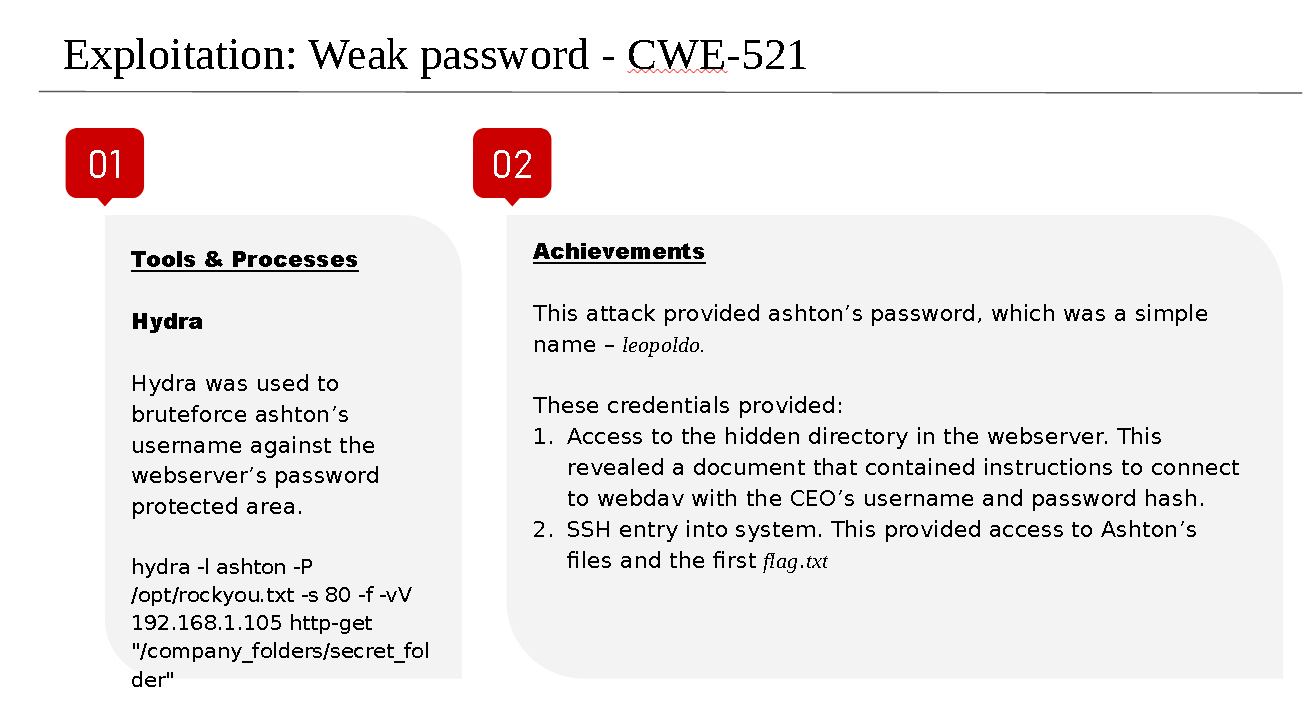 Exploitation: Weak password - CWE-521
01
Tools & Processes
Hydra
Hydra was used to
bruteforce ashton’s
username against the
webserver’s password
protected area.
hydra -l ashton -P
/opt/rockyou.txt -s 80 -f -vV
192.168.1.105 http-get
"/company_folders/secret_fol
der"
02
Achievements
This attack provided ashton’s password, which was a simple
name – leopoldo.
These credentials provided:
1. Access to the hidden directory in the webserver. This
revealed a document that contained instructions to connect
to webdav with the CEO’s username and password hash.
2. SSH entry into system. This provided access to Ashton’s
files and the first flag.txt